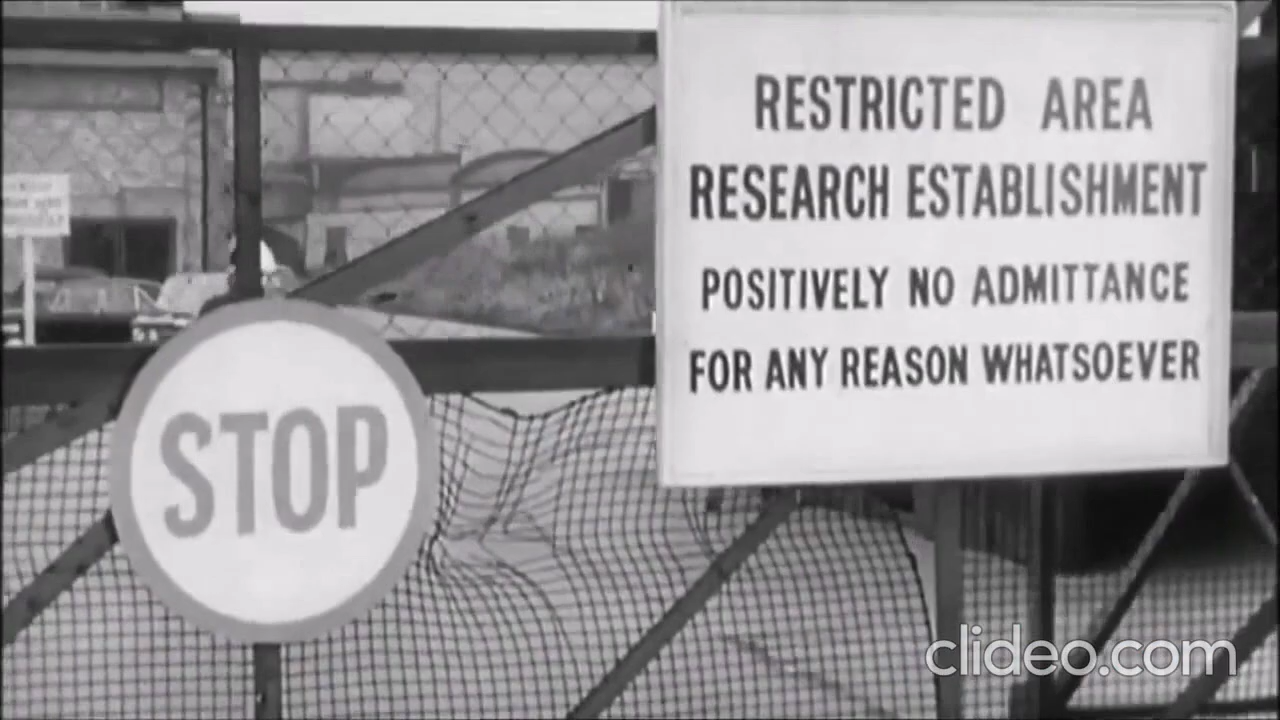 RESTRICTED AREA
RESEARCH ESTABLISHMENT
POSITIVELY NO ADMITTANCE
FOR ANY REASON WHATSOEVER
STOP
clideo.com